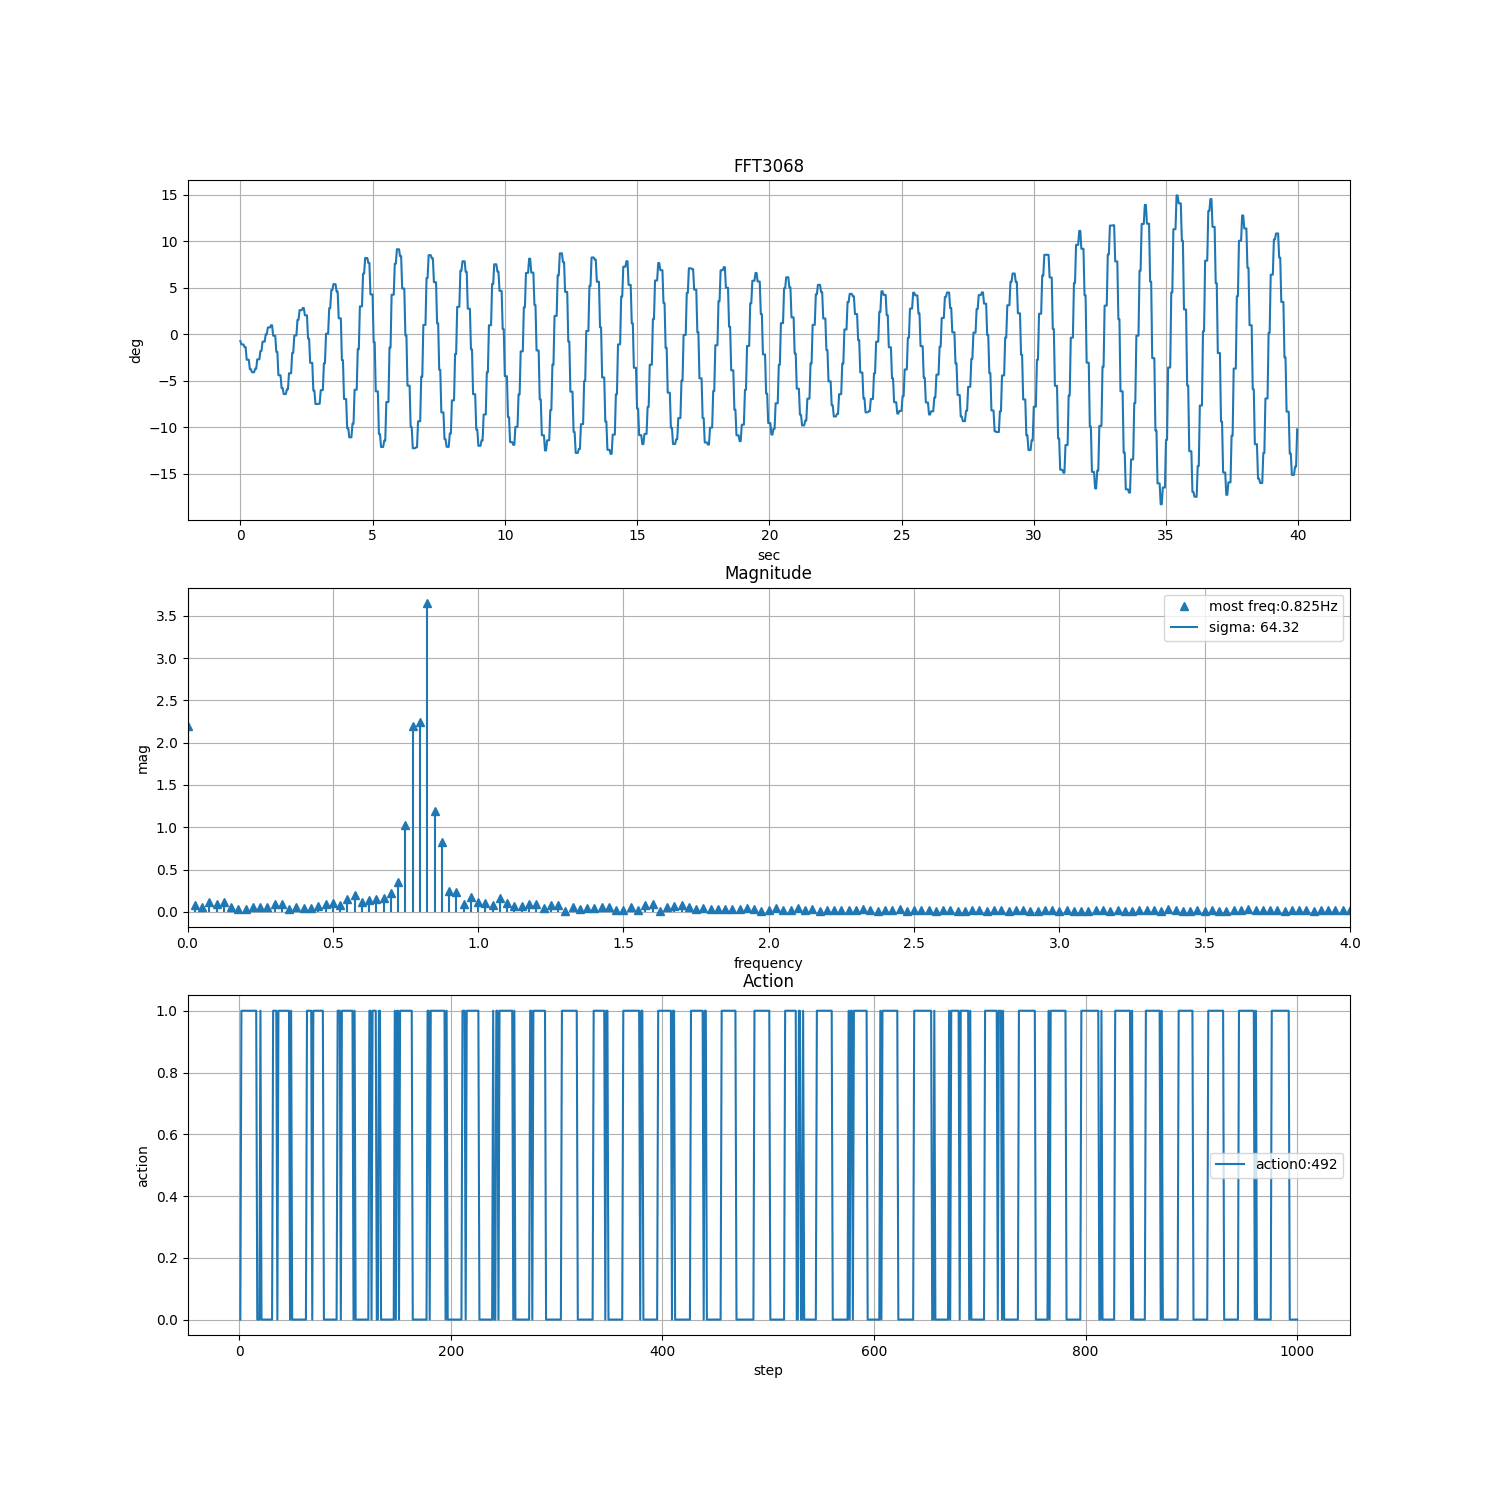 FFT3068
15
10
5
0
−5
−10
−15
deg
0 5 10 15 20 25 30 35 40
sec
Magnitude
most freq:0.825Hz
sigma: 64.32
3.5
3.0
2.5
2.0
1.5
1.0
0.5
0.0
mag
0.0 0.5 1.0 1.5 2.0 2.5 3.0 3.5 4.0
frequency
Action
1.0
0.8
0.6
0.4
0.2
0.0
action
action0:492
0 200 400 600 800 1000
step